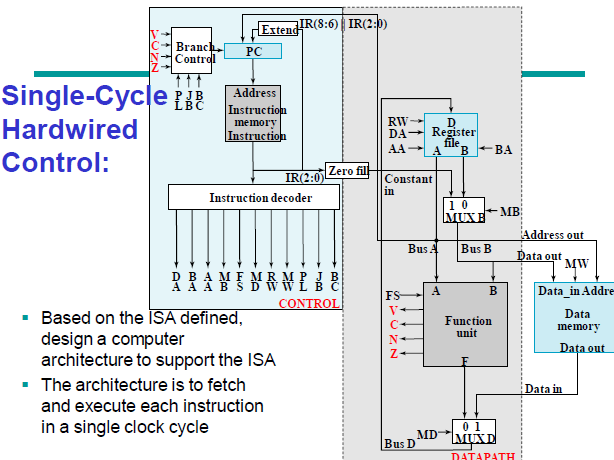 Single-Cycle
Hardwired
Control:
V
C
N
Z
Branch
Control
P J B
L B C
Extend
IR(8:6) || IR(2:0)
PC
Address
Instruction
memory
Instruction
IR(2:0)
Zero fill
Instruction decoder
D B A M F M R M P J B
A A A B S D W W L B C
CONTROL
RW
DA
AA
D
Register
file
A B
BA
Constant
in
1 0
MUX B
MB
Address out
Bus A
Bus B
Data out
MW
FS
V
C
N
Z
A B
Function
unit
F
Data_in Addre
Data
memory
Data out
Data in
MD
0 1
MUX D
Bus D
DATAPATH
▪ Based on the ISA defined,
design a computer
architecture to support the ISA
▪ The architecture is to fetch
and execute each instruction
in a single clock cycle